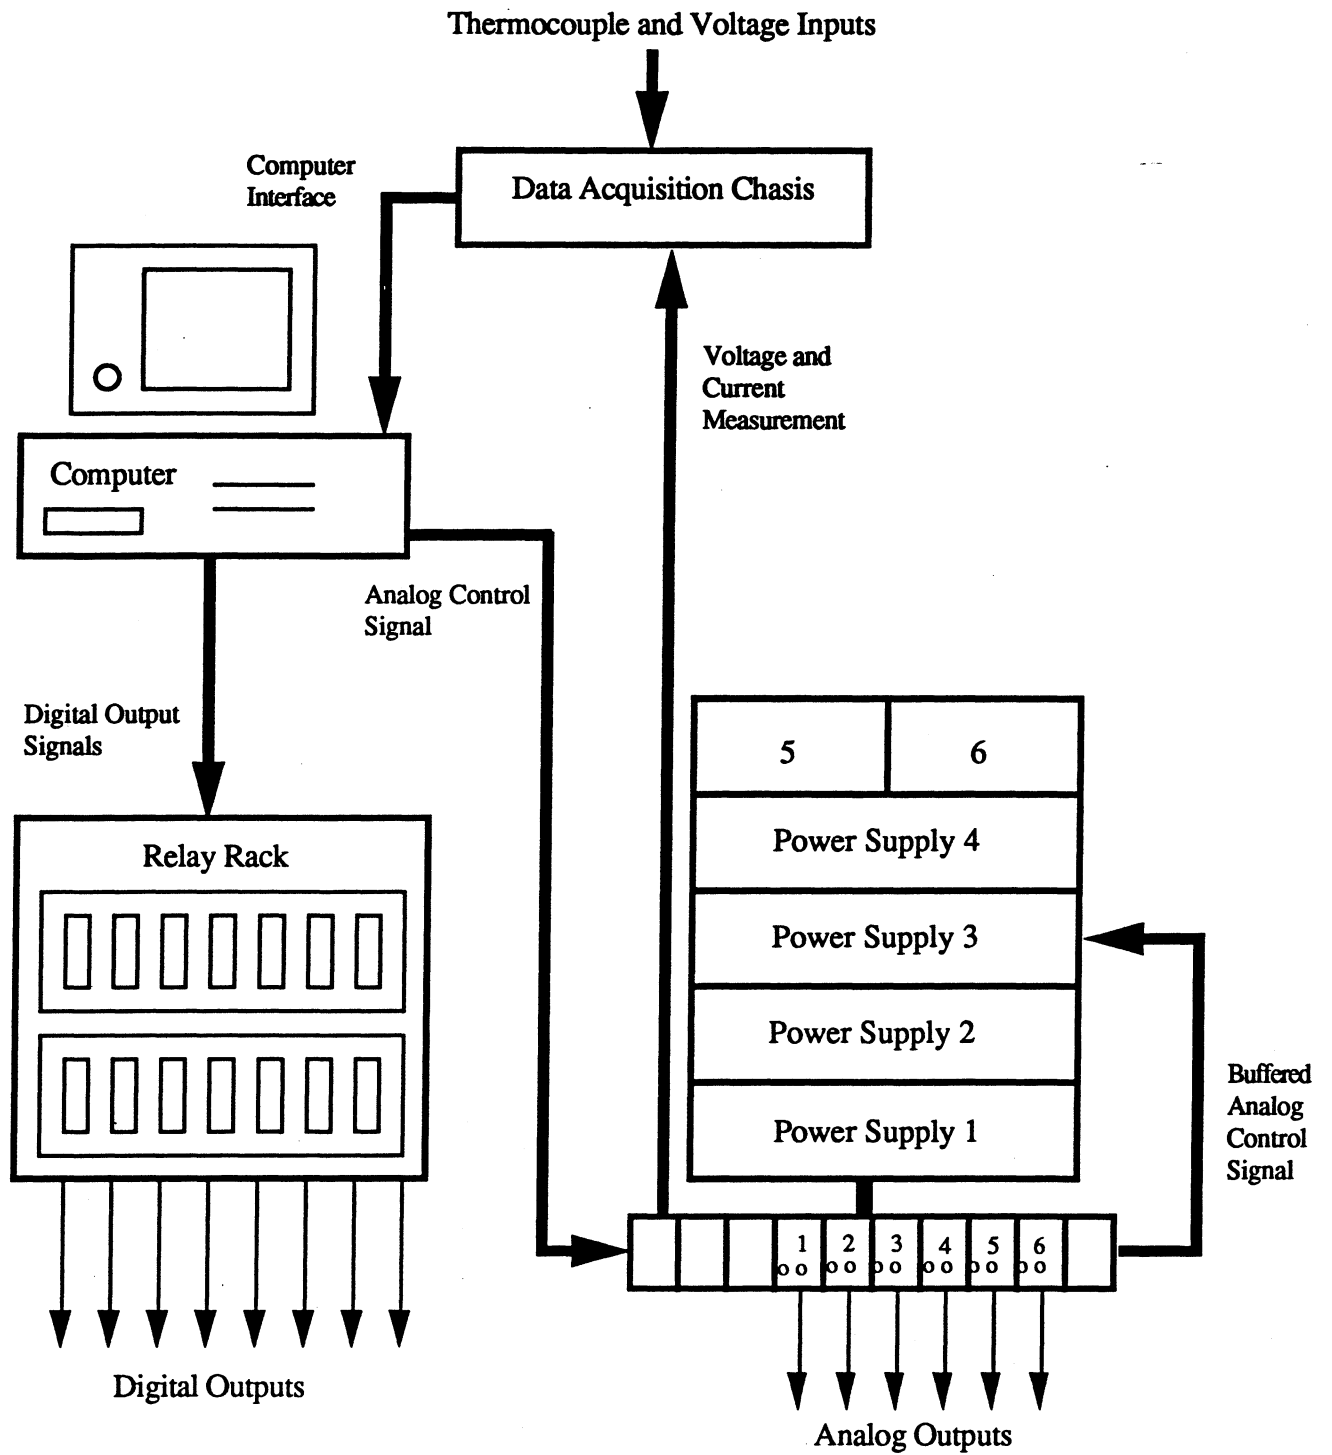 Thermocouple and Voltage Inputs
Computer
Interface
Data Acquisition Chasis
Voltage and
Current
Measurement
Computer
Analog Control
Signal
Digital Output
Signals
5
6
Power Supply 4
Relay Rack
Power Supply 3
Power Supply 2
Buffered
Analog
Control
Signal
Power Supply 1
1 2 3 4 5 6
Digital Outputs
Analog Outputs